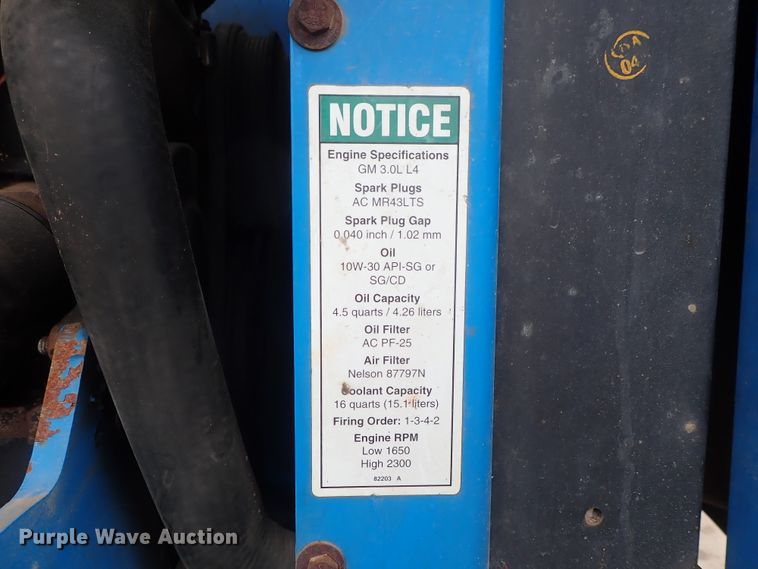 NOTICE
Engine Specifications
GM 3.0L L4
Spark Plugs
AC MR43LTS
Spark Plug Gap
0.040 inch / 1.02 mm
Oil
10W-30 API-SG or
SG/CD
Oil Capacity
4.5 quarts / 4.26 liters
Oil Filter
AC PF-25
Air Filter
Nelson 87797N
Coolant Capacity
16 quarts (15.1 liters)
Firing Order: 1-3-4-2
Engine RPM
Low 1650
High 2300
82203 A
04
Purple Wave Auction